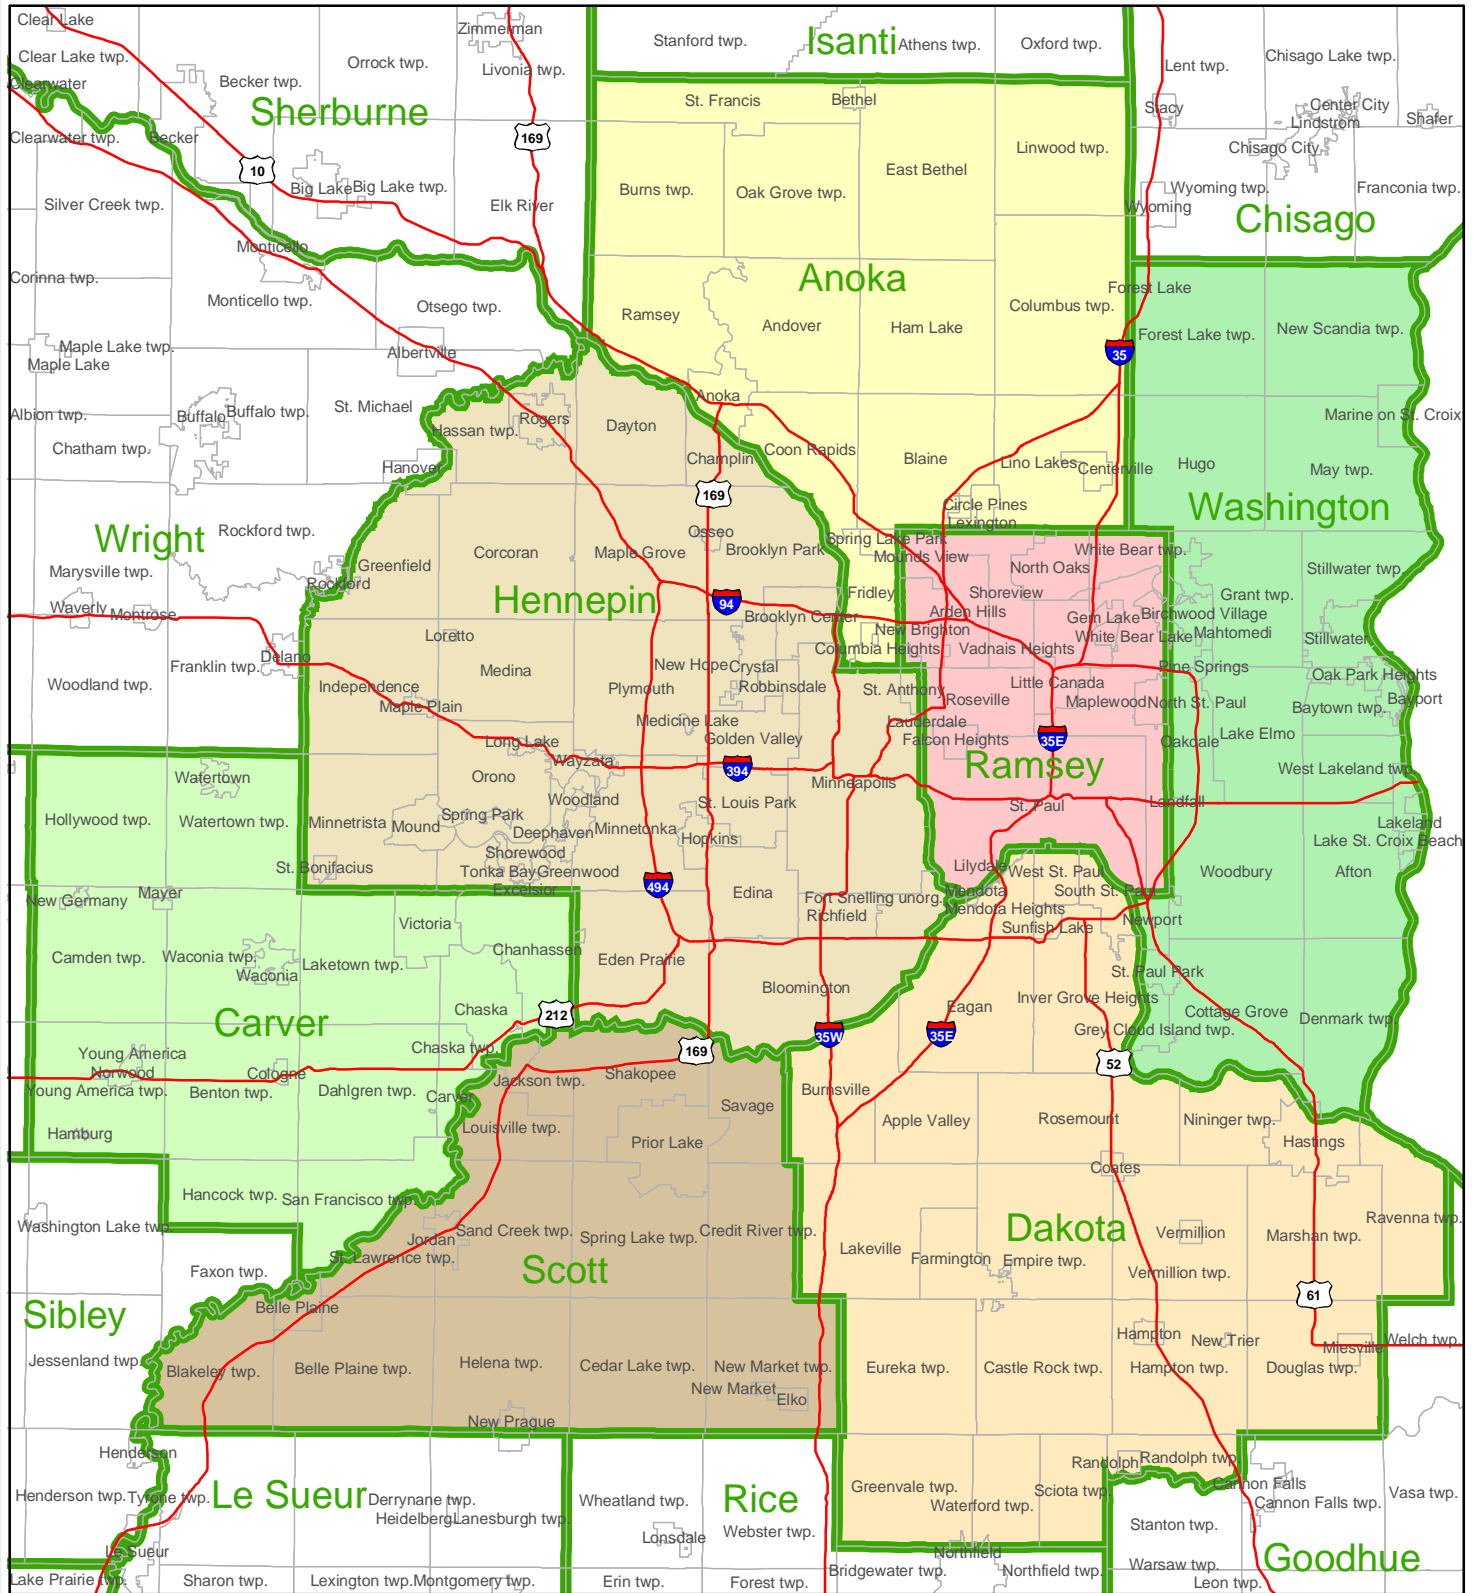 Clear Lake
Zimmerman
Stanford twp.
Isanti
Athens twp.
Oxford twp.
Clear Lake twp.
Orrock twp.
Livonia twp.
Lent twp.
Chisago Lake twp.
Clearwater
Becker twp.
St. Francis
Bethel
Stacy
Center City
Lindstrom
Shafer
Sherburne
Clearwater twp.
Becker
169
10
Linwood twp.
Chisago City
Big Lake
Big Lake twp.
Burns twp.
Oak Grove twp.
East Bethel
Wyoming twp.
Franconia twp.
Silver Creek twp.
Elk River
Wyoming
Chisago
Monticello
Corinna twp.
Anoka
Monticello twp.
Otsego twp.
Ramsey
Andover
Ham Lake
Columbus twp.
Forest Lake
Forest Lake twp.
New Scandia twp.
Maple Lake twp.
Maple Lake
Albertville
35
Albion twp.
Buffalo
Buffalo twp.
St. Michael
Hassan twp.
Rogers
Dayton
Anoka
Marine on St. Croix
Chatham twp.
Hanover
Champlin
Coon Rapids
Blaine
Lino Lakes
Centerville
Hugo
May twp.
169
Circle Pines
Lexington
Washington
Wright
Rockford twp.
Osseo
Corcoran
Maple Grove
Brooklyn Park
Spring Lake Park
Mounds View
White Bear twp.
North Oaks
Marysville twp.
Greenfield
Rockford
Stillwater twp.
Waverly
Montrose
Hennepin
94
Fridley
Shoreview
Grant twp.
Brooklyn Center
Arden Hills
Gem Lake
Birchwood Village
Loretto
New Brighton
White Bear Lake
Mahtomedi
Stillwater
Columbia Heights
Vadnais Heights
Franklin twp.
Delano
Medina
New Hope
Crystal
Pine Springs
Oak Park Heights
Woodland twp.
Independence
Plymouth
Robbinsdale
St. Anthony
Roseville
Little Canada
Maplewood
North St. Paul
Baytown twp.
Bayport
Maple Plain
Medicine Lake
Lauderdale
Golden Valley
Falcon Heights
35E
Oakdale
Lake Elmo
Long Lake
Wayzata
394
Minneapolis
Ramsey
West Lakeland twp.
Watertown
Orono
Woodland
St. Louis Park
St. Paul
Landfall
Hollywood twp.
Watertown twp.
Minnetrista
Mound
Spring Park
Deephaven
Minnetonka
Hopkins
Lakeland
Lake St. Croix Beach
Shorewood
St. Bonifacius
Tonka Bay
Greenwood
Excelsior
494
Edina
Fort Snelling unorg.
Richfield
Lilydale
Mendota
Mendota Heights
West St. Paul
South St. Paul
Sunfish Lake
Newport
Woodbury
Afton
New Germany
Mayer
Victoria
Chanhassen
Camden twp.
Waconia twp.
Waconia
Laketown twp.
Eden Prairie
Bloomington
St. Paul Park
Inver Grove Heights
Carver
Chaska
212
Eagan
Cottage Grove
Denmark twp.
Grey Cloud Island twp.
35W
35E
Young America
Norwood
Chaska twp.
169
52
Cologne
Jackson twp.
Shakopee
Young America twp.
Benton twp.
Dahlgren twp.
Carver
Burnsville
Savage
Apple Valley
Rosemount
Nininger twp.
Hamburg
Louisville twp.
Prior Lake
Hastings
Coates
Hancock twp.
San Francisco twp.
Washington Lake twp.
Jordan
Sand Creek twp.
Spring Lake twp.
Credit River twp.
Dakota
Vermillion
Marshan twp.
Ravenna twp.
St. Lawrence twp.
Lakeville
Farmington
Empire twp.
Faxon twp.
Scott
Vermillion twp.
61
Sibley
Belle Plaine
Hampton
New Trier
Miesville
Welch twp.
Jessenland twp.
Blakeley twp.
Belle Plaine twp.
Helena twp.
Cedar Lake twp.
New Market twp.
Eureka twp.
Castle Rock twp.
Hampton twp.
Douglas twp.
New Market
Elko
New Prague
Henderson
Randolph
Randolph twp.
Henderson twp.
Tyrone twp.
Le Sueur
Derrynane twp.
Heidelberg
Lanesburgh twp.
Wheatland twp.
Rice
Greenvale twp.
Waterford twp.
Sciota twp.
Cannon Falls
Cannon Falls twp.
Vasa twp.
Lonsdale
Webster twp.
Stanton twp.
Le Sueur
Northfield
Goodhue
Lake Prairie twp.
Sharon twp.
Lexington twp.
Montgomery twp.
Erin twp.
Forest twp.
Bridgewater twp.
Northfield twp.
Warsaw twp.
Leon twp.